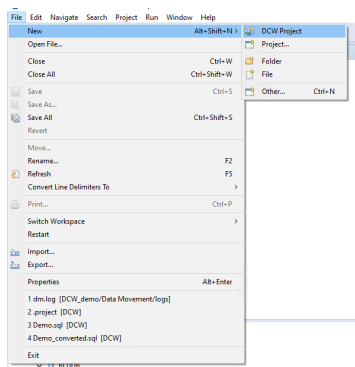 File Edit Navigate Search Project Run Window Help
New Alt+Shift+N >
DCW Project
Open File...
Project...
Close Ctrl+W
Folder
Close All Ctrl+Shift+W
File
Save Ctrl+S
Other... Ctrl+N
Save As...
Save All Ctrl+Shift+S
Revert
Move...
Rename... F2
Refresh F5
Convert Line Delimiters To >
Print... Ctrl+P
Switch Workspace >
Restart
Import...
Export...
Properties Alt+Enter
1 dm.log [DCW_demo/Data Movement/logs]
2 .project [DCW]
3 Demo.sql [DCW]
4 Demo_converted.sql [DCW]
Exit